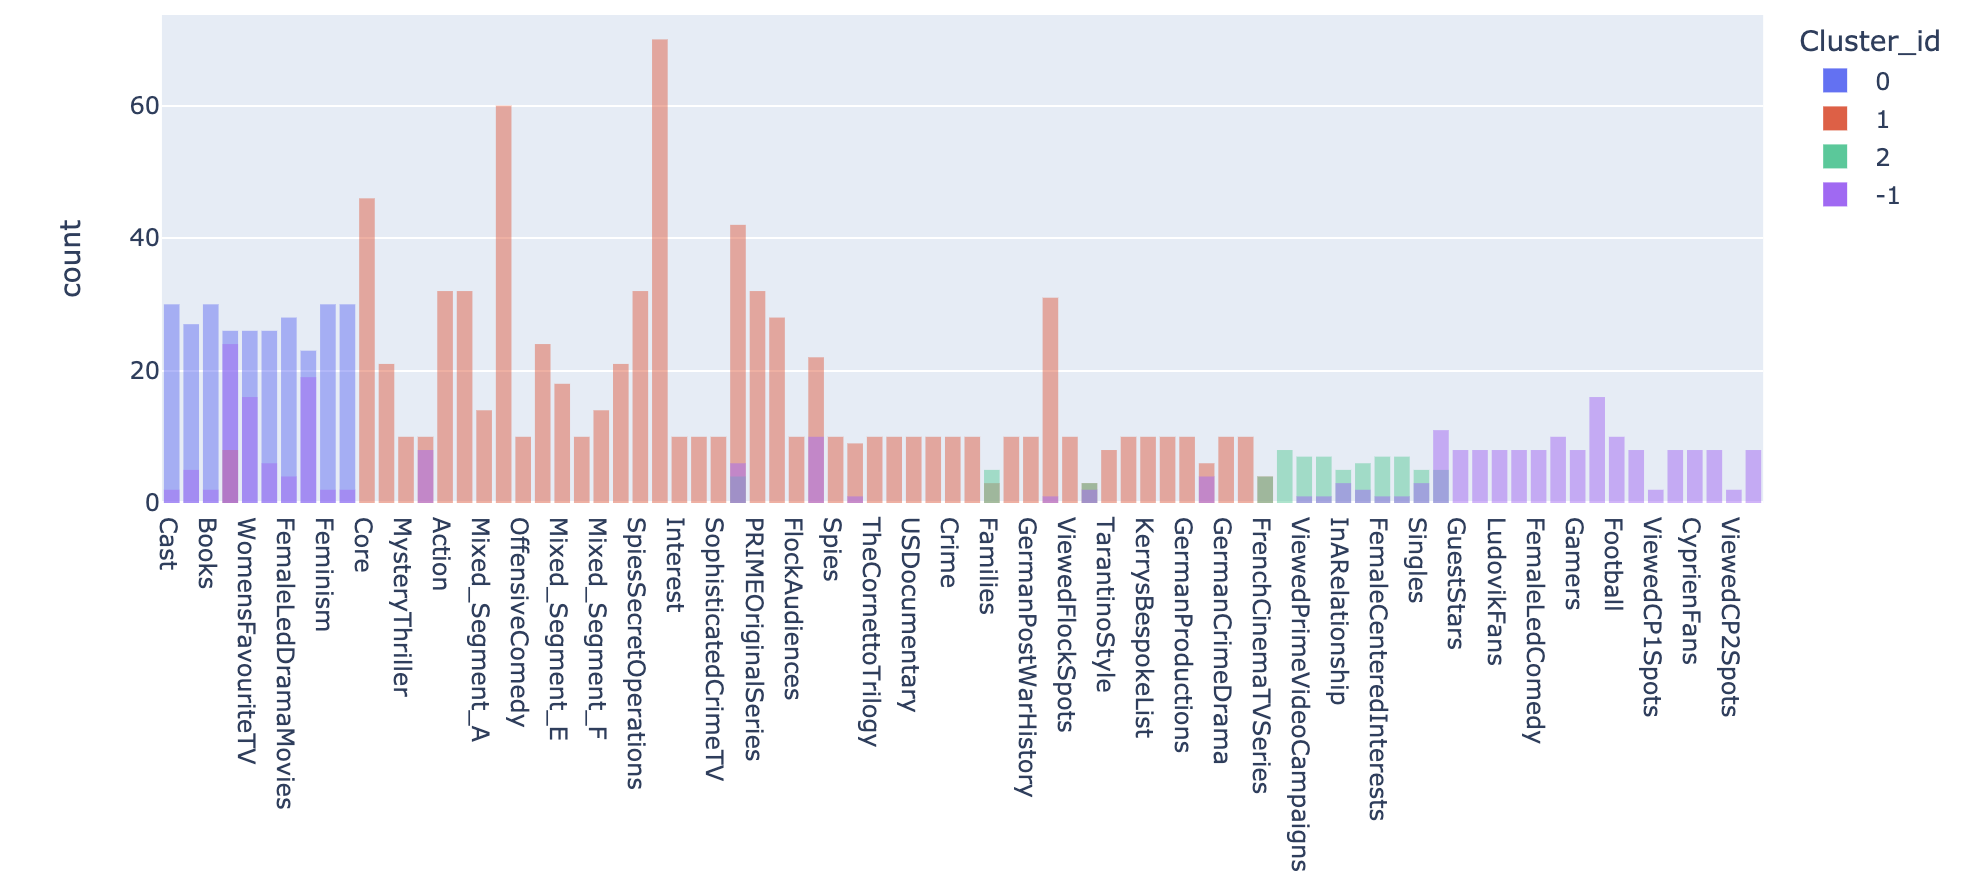 Cluster_id
0
1
2
-1
count
60
40
20
0
Cast
Books
WomensFavouriteTV
FemaleLedDramaMovies
Feminism
Core
MysteryThriller
Action
Mixed_Segment_A
OffensiveComedy
Mixed_Segment_E
Mixed_Segment_F
SpiesSecretOperations
Interest
SophisticatedCrimeTV
PRIMEOriginalSeries
FlockAudiences
Spies
TheCornettoTrilogy
USDocumentary
Crime
Families
GermanPostWarHistory
ViewedFlockSpots
TarantinoStyle
KerrysBespokeList
GermanProductions
GermanCrimeDrama
FrenchCinemaTVSeries
ViewedPrimeVideoCampaigns
InARelationship
FemaleCenteredInterests
Singles
GuestStars
LudovikFans
FemaleLedComedy
Gamers
Football
ViewedCP1Spots
CyprienFans
ViewedCP2Spots